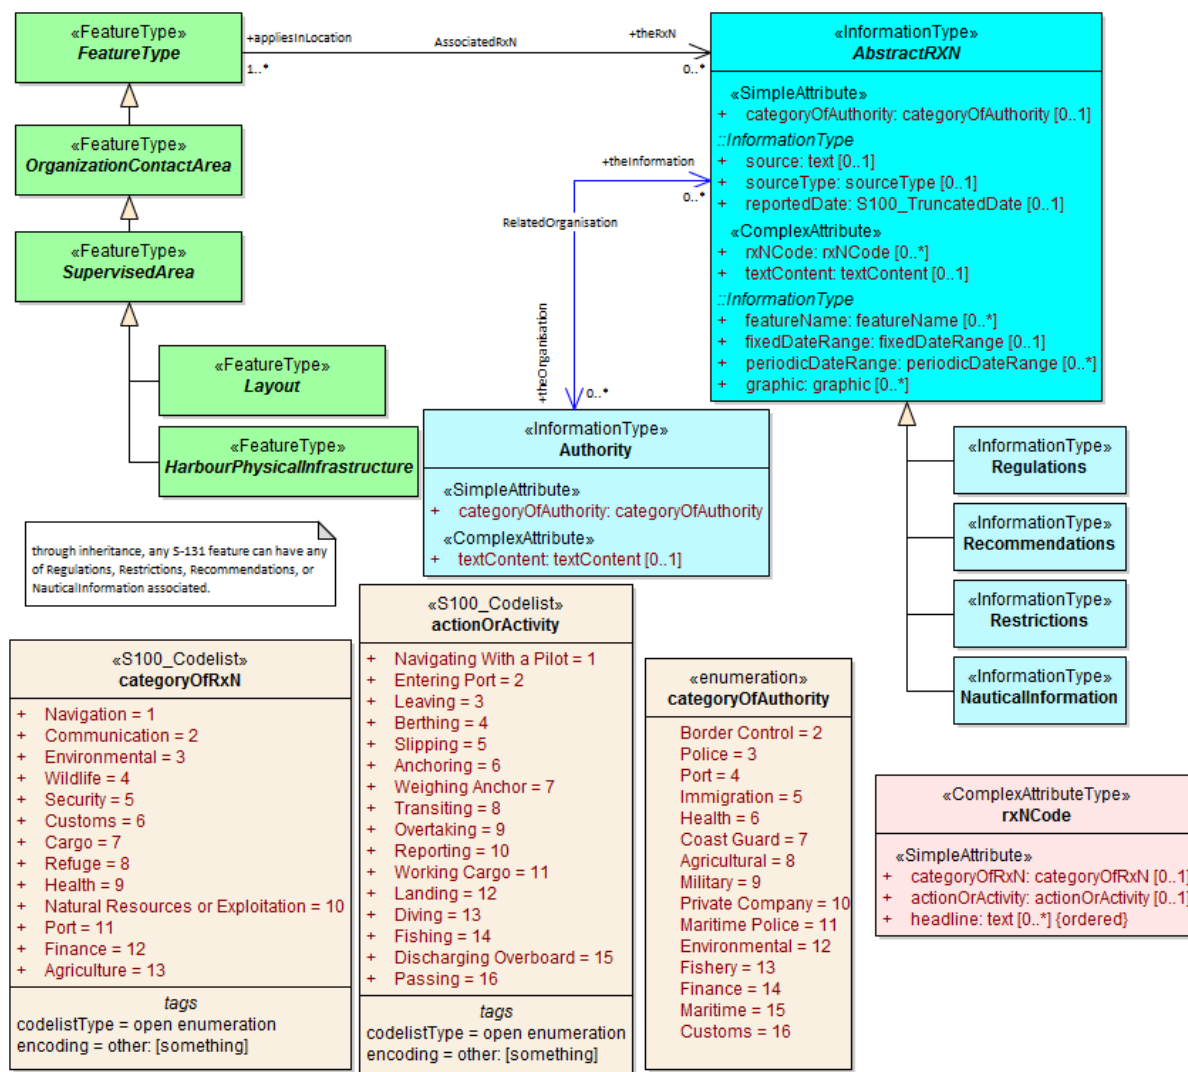 «FeatureType»
FeatureType
+appliesInLocation
1..*
AssociatedRxN
+theRxN
0..*
«InformationType»
AbstractRXN
«SimpleAttribute»
+ categoryOfAuthority: categoryOfAuthority [0..1]
::InformationType
+ source: text [0..1]
+ sourceType: sourceType [0..1]
+ reportedDate: S100_TruncatedDate [0..1]
«ComplexAttribute»
+ rxNCode: rxNCode [0..*]
+ textContent: textContent [0..1]
::InformationType
+ featureName: featureName [0..*]
+ fixedDateRange: fixedDateRange [0..1]
+ periodicDateRange: periodicDateRange [0..*]
+ graphic: graphic [0..*]
«FeatureType»
OrganizationContactArea
«FeatureType»
SupervisedArea
«FeatureType»
Layout
«FeatureType»
HarbourPhysicalInfrastructure
+theInformation
0..*
RelatedOrganisation
+theOrganisation
0..*
«InformationType»
Authority
«SimpleAttribute»
+ categoryOfAuthority: categoryOfAuthority
«ComplexAttribute»
+ textContent: textContent [0..1]
«InformationType»
Regulations
«InformationType»
Recommendations
«InformationType»
Restrictions
«InformationType»
NauticalInformation
through inheritance, any S-131 feature can have any
of Regulations, Restrictions, Recommendations, or
NauticalInformation associated.
«S100_Codelist»
categoryOfRxN
+ Navigation = 1
+ Communication = 2
+ Environmental = 3
+ Wildlife = 4
+ Security = 5
+ Customs = 6
+ Cargo = 7
+ Refuge = 8
+ Health = 9
+ Natural Resources or Exploitation = 10
+ Port = 11
+ Finance = 12
+ Agriculture = 13
tags
codelistType = open enumeration
encoding = other: [something]
«S100_Codelist»
actionOrActivity
+ Navigating With a Pilot = 1
+ Entering Port = 2
+ Leaving = 3
+ Berthing = 4
+ Slipping = 5
+ Anchoring = 6
+ Weighing Anchor = 7
+ Transiting = 8
+ Overtaking = 9
+ Reporting = 10
+ Working Cargo = 11
+ Landing = 12
+ Diving = 13
+ Fishing = 14
+ Discharging Overboard = 15
+ Passing = 16
tags
codelistType = open enumeration
encoding = other: [something]
«enumeration»
categoryOfAuthority
Border Control = 2
Police = 3
Port = 4
Immigration = 5
Health = 6
Coast Guard = 7
Agricultural = 8
Military = 9
Private Company = 10
Maritime Police = 11
Environmental = 12
Fishery = 13
Finance = 14
Maritime = 15
Customs = 16
«ComplexAttributeType»
rxNCode
«SimpleAttribute»
+ categoryOfRxN: categoryOfRxN [0..1]
+ actionOrActivity: actionOrActivity [0..1]
+ headline: text [0..*] {ordered}